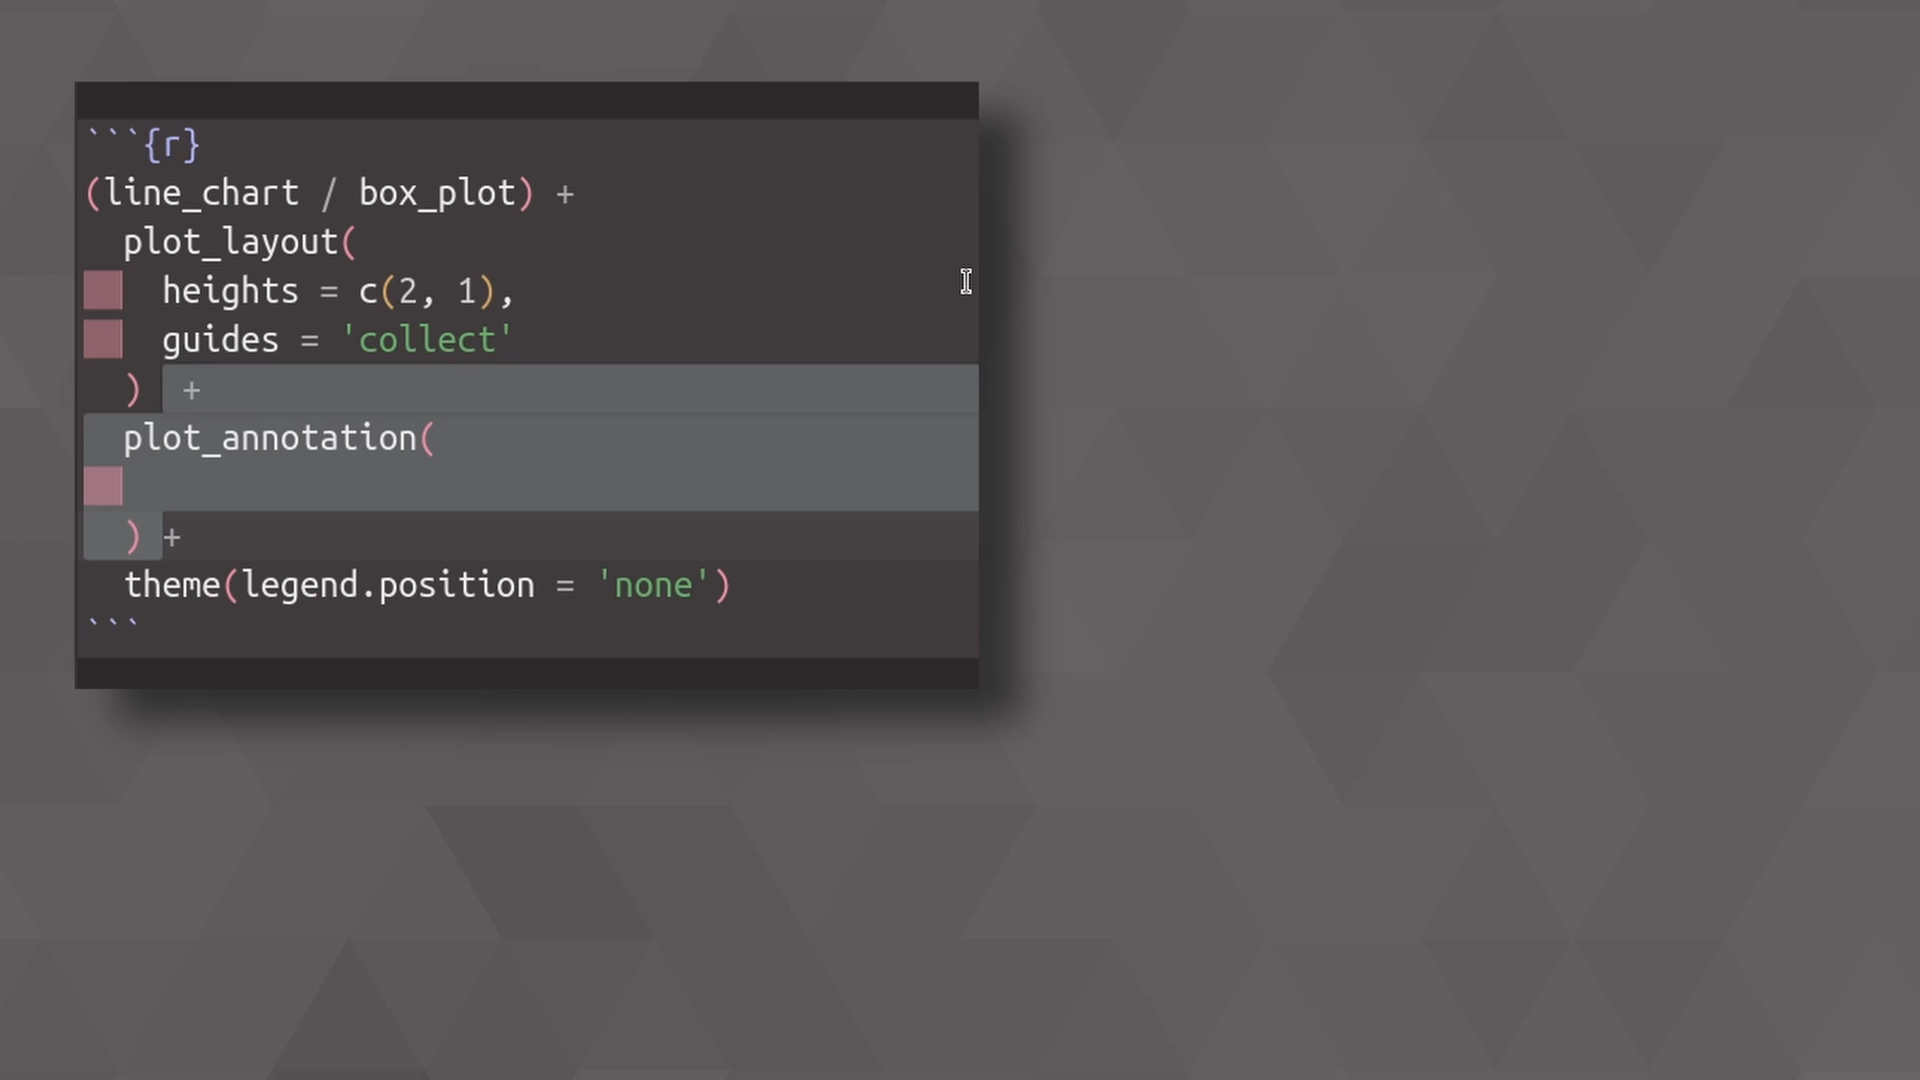 ```{r}
(line_chart / box_plot) +
  plot_layout(
    heights = c(2, 1),
    guides = 'collect'
  )  +
  plot_annotation(

  ) +
  theme(legend.position = 'none')
```